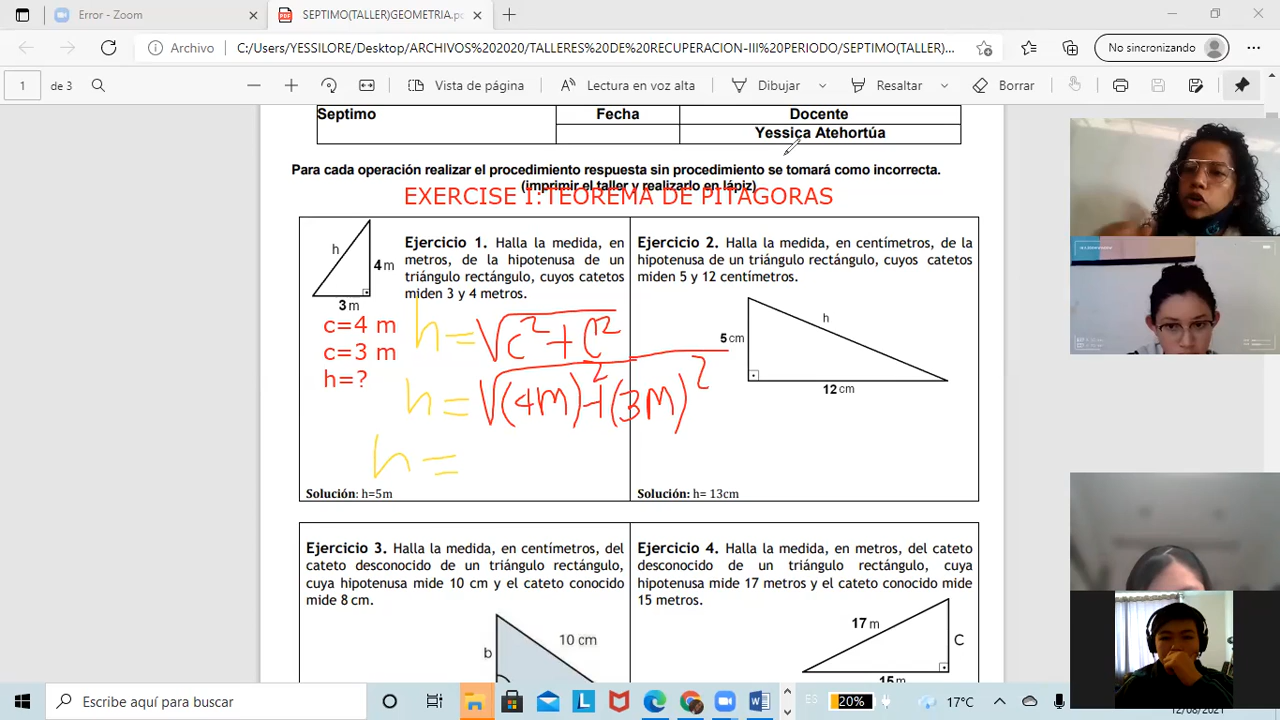 Error - Zoom
SEPTIMO(TALLER)GEOMETRIA.p
Archivo
C:/Users/YESSILORE/Desktop/ARCHIVOS%202020/TALLERES%20DE%20RECUPERACION-III%20PERIODO/SEPTIMO(TALLER)...
No sincronizando
1 de 3
Vista de página
Lectura en voz alta
Dibujar
Resaltar
Borrar
Septimo
Fecha
Docente
Yessica Atehortúa
Para cada operación realizar el procedimiento respuesta sin procedimiento se tomará como incorrecta.
(imprimir el taller y realizarlo en lápiz)
EXERCISE I:TEOREMA DE PITAGORAS
h
4 m
3 m
Ejercicio 1. Halla la medida, en
metros, de la hipotenusa de un
triángulo rectángulo, cuyos catetos
miden 3 y 4 metros.
c=4 m
c=3 m
h=?
h=√c²+c²
h=√(4m)²+(3m)²
h=
Solución: h=5m
Ejercicio 2. Halla la medida, en centímetros, de la
hipotenusa de un triángulo rectángulo, cuyos catetos
miden 5 y 12 centímetros.
h
5 cm
12 cm
Solución: h= 13cm
Ejercicio 3. Halla la medida, en centímetros, del
cateto desconocido de un triángulo rectángulo,
cuya hipotenusa mide 10 cm y el cateto conocido
mide 8 cm.
b
10 cm
Ejercicio 4. Halla la medida, en metros, del cateto
desconocido de un triángulo rectángulo, cuya
hipotenusa mide 17 metros y el cateto conocido mide
15 metros.
17 m
C
15 m
Escribe aquí para buscar
ES
20%
17°C
12/08/2021